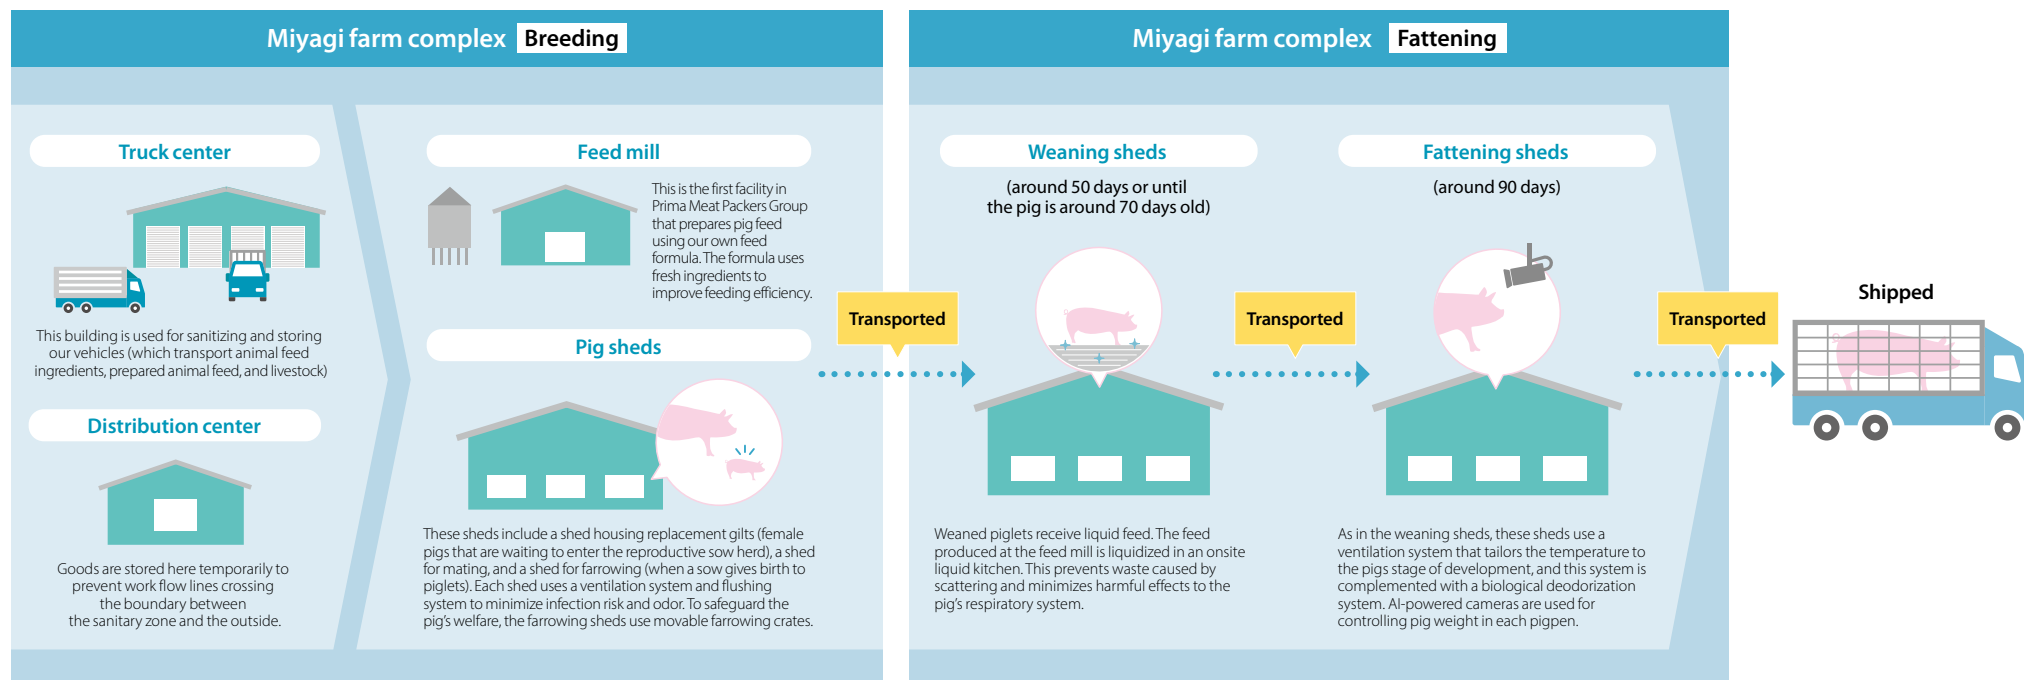 Miyagi farm complex Breeding
Truck center
This building is used for sanitizing and storing
our vehicles (which transport animal feed
ingredients, prepared animal feed, and livestock)
Distribution center
Goods are stored here temporarily to
prevent work flow lines crossing
the boundary between
the sanitary zone and the outside.
Feed mill
This is the first facility in
Prima Meat Packers Group
that prepares pig feed
using our own feed
formula. The formula uses
fresh ingredients to
improve feeding efficiency.
Pig sheds
These sheds include a shed housing replacement gilts (female
pigs that are waiting to enter the reproductive sow herd), a shed
for mating, and a shed for farrowing (when a sow gives birth to
piglets). Each shed uses a ventilation system and flushing
system to minimize infection risk and odor. To safeguard the
pig's welfare, the farrowing sheds use movable farrowing crates.
Transported
Miyagi farm complex Fattening
Weaning sheds
(around 50 days or until
the pig is around 70 days old)
Weaned piglets receive liquid feed. The feed
produced at the feed mill is liquidized in an onsite
liquid kitchen. This prevents waste caused by
scattering and minimizes harmful effects to the
pig's respiratory system.
Transported
Fattening sheds
(around 90 days)
As in the weaning sheds, these sheds use a
ventilation system that tailors the temperature to
the pigs stage of development, and this system is
complemented with a biological deodorization
system. AI-powered cameras are used for
controlling pig weight in each pigpen.
Transported
Shipped